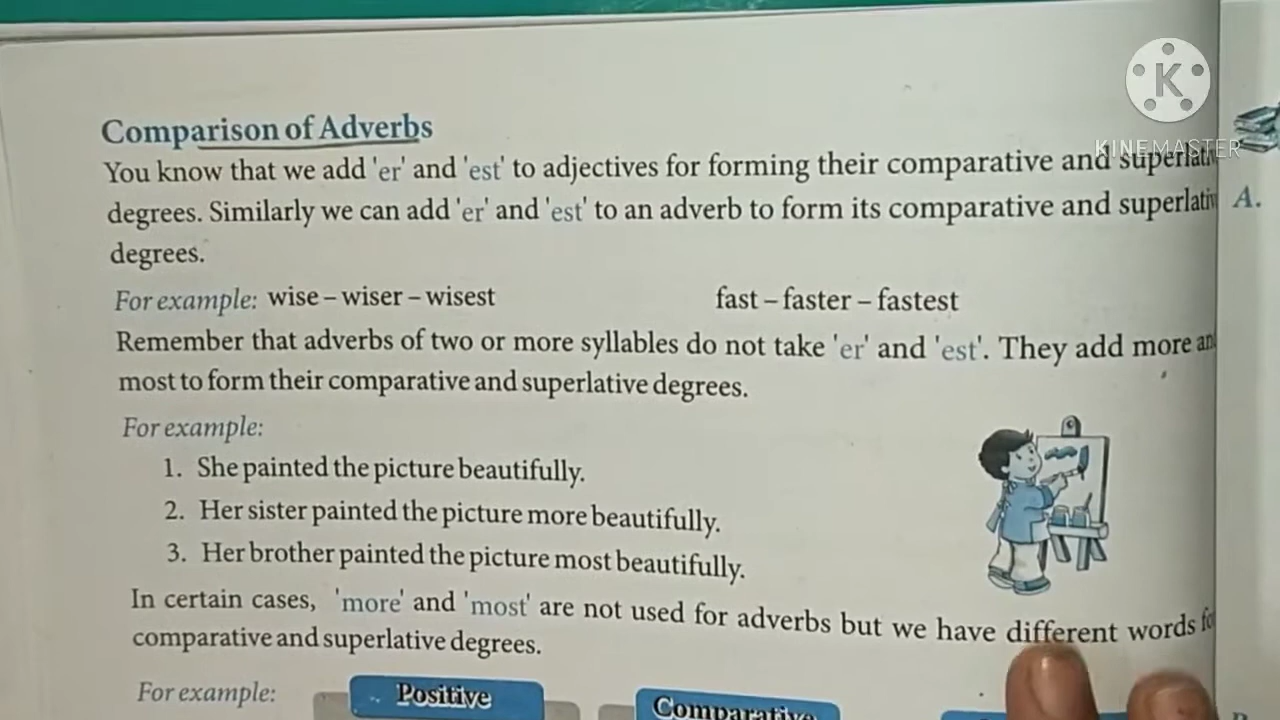 KINEMASTER
Comparison of Adverbs
You know that we add 'er' and 'est' to adjectives for forming their comparative and
degrees. Similarly we can add 'er' and 'est' to an adverb to form its comparative and superlativ
degrees.
For example: wise – wiser – wisest fast – faster – fastest
Remember that adverbs of two or more syllables do not take 'er' and 'est'. They add more an
most to form their comparative and superlative degrees.
For example:
1. She painted the picture beautifully.
2. Her sister painted the picture more beautifully.
3. Her brother painted the picture most beautifully.
In certain cases, 'more' and 'most' are not used for adverbs but we have different words fo
comparative and superlative degrees.
For example: Positive Comparative
A.